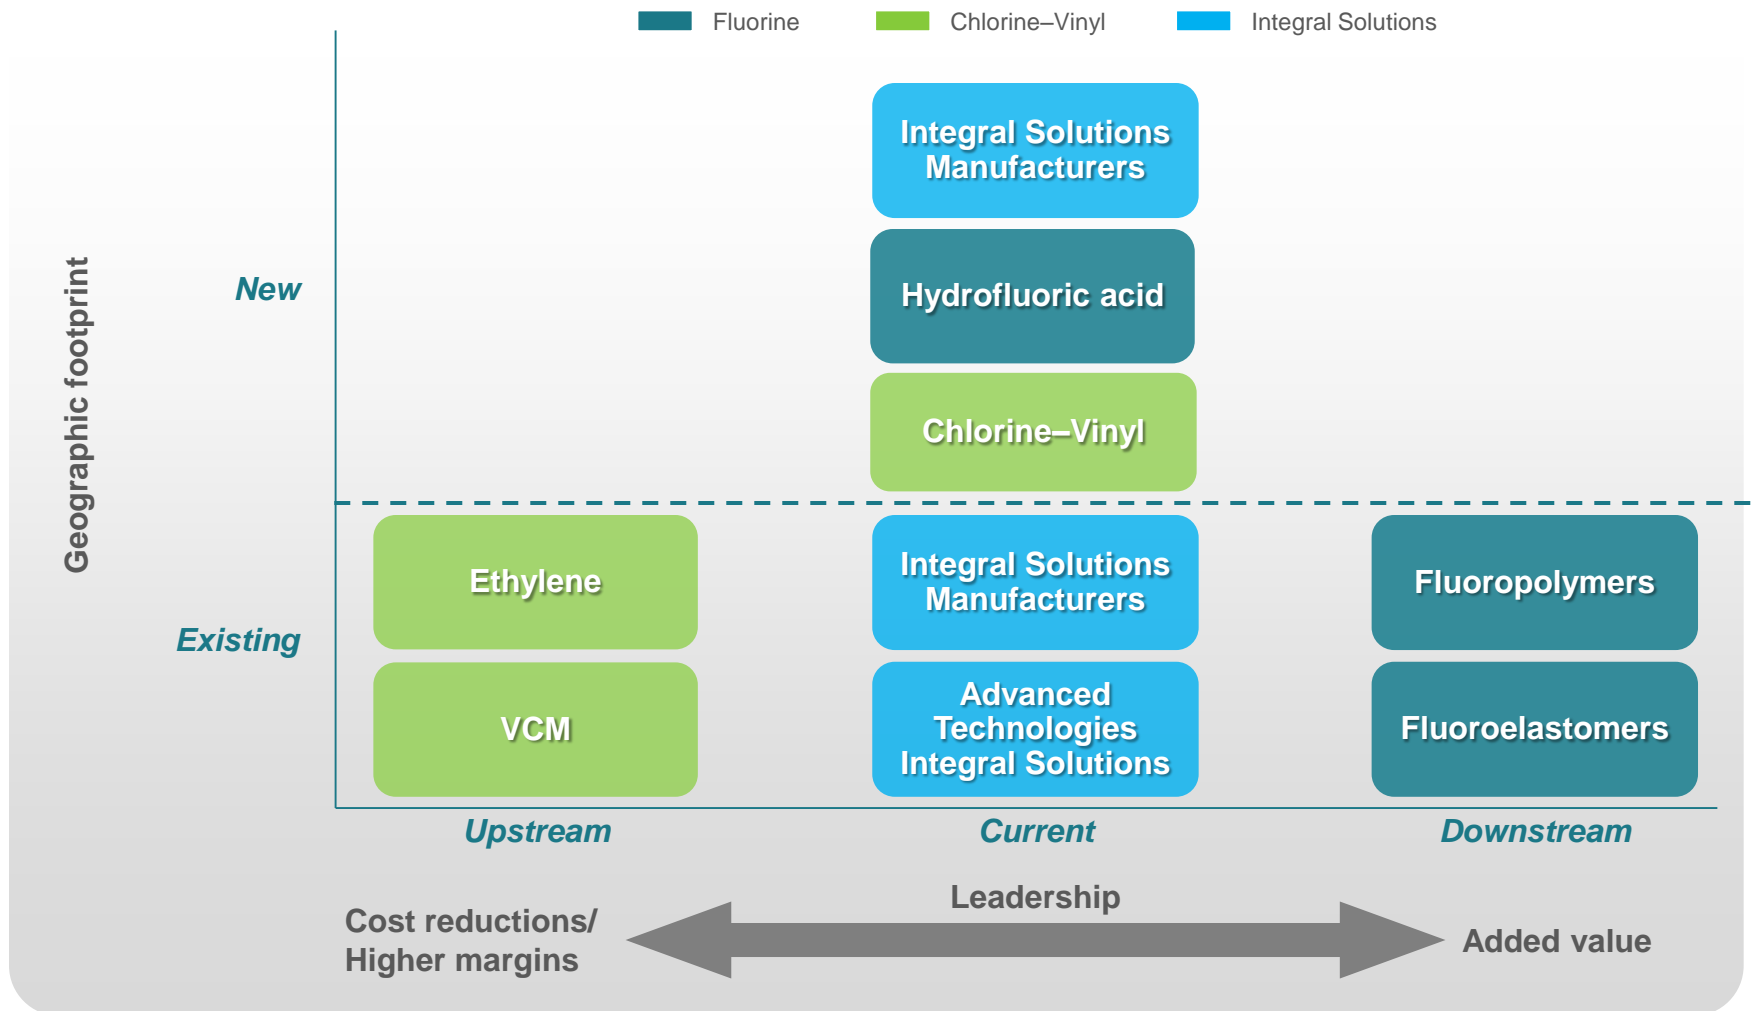 Fluorine
Chlorine–Vinyl
Integral Solutions
Geographic footprint
New
Integral Solutions
Manufacturers
Hydrofluoric acid
Chlorine–Vinyl
Existing
Ethylene
Integral Solutions
Manufacturers
Fluoropolymers
VCM
Advanced
Technologies
Integral Solutions
Fluoroelastomers
Upstream
Current
Downstream
Cost reductions/
Higher margins
Leadership
Added value